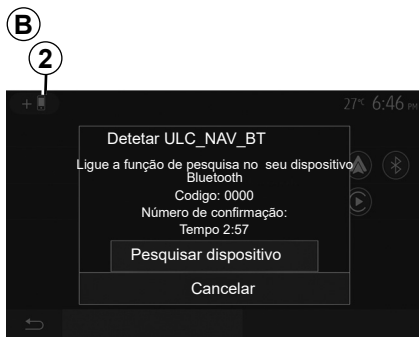 B
2
27°C 6:46 PM
Detetar ULC_NAV_BT
Ligue a função de pesquisa no seu dispositivo
Bluetooth
Codigo: 0000
Número de confirmação:
Tempo 2:57
Pesquisar dispositivo
Cancelar